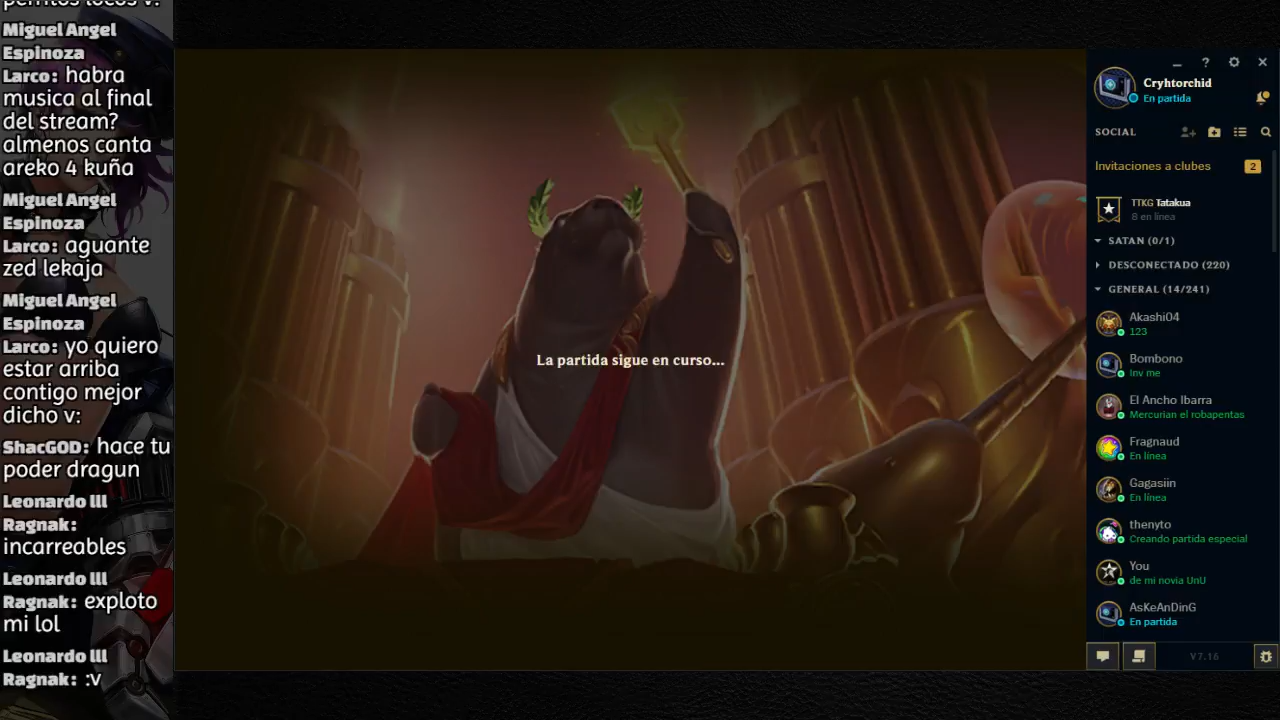 perritos locos v:
Miguel Angel
Espinoza
Larco: habra
musica al final
del stream?
almenos canta
areko 4 kuña
Miguel Angel
Espinoza
Larco: aguante
zed lekaja
Miguel Angel
Espinoza
Larco: yo quiero
estar arriba
contigo mejor
dicho v:
ShacGOD: hace tu
poder dragun
Leonardo lll
Ragnak:
incarreables
Leonardo lll
Ragnak: exploto
mi lol
Leonardo lll
Ragnak: :V
La partida sigue en curso...
Cryhtorchid
En partida
SOCIAL
Invitaciones a clubes 2
TTKG Tatakua
8 en línea
SATAN (0/1)
DESCONECTADO (220)
GENERAL (14/241)
Akashi04
123
Bombono
Inv me
El Ancho Ibarra
Mercurian el robapentas
Fragnaud
En línea
Gagasiin
En línea
thenyto
Creando partida especial
You
de mi novia UnU
AsKeAnDinG
En partida
V7.16